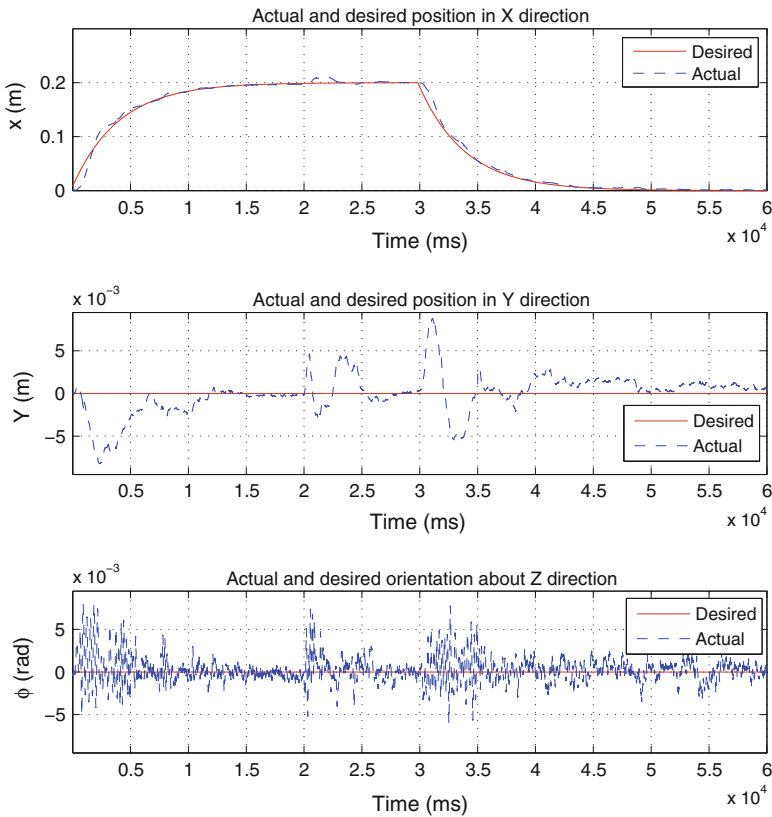 Actual and desired position in X direction
x (m)
0.2
0.1
0
Desired
Actual
0.5 1 1.5 2 2.5 3 3.5 4 4.5 5 5.5 6
x 10^4
Time (ms)
x 10^−3
Actual and desired position in Y direction
Y (m)
5
0
−5
Desired
Actual
0.5 1 1.5 2 2.5 3 3.5 4 4.5 5 5.5 6
x 10^4
Time (ms)
x 10^−3
Actual and desired orientation about Z direction
ϕ (rad)
5
0
−5
Desired
Actual
0.5 1 1.5 2 2.5 3 3.5 4 4.5 5 5.5 6
x 10^4
Time (ms)